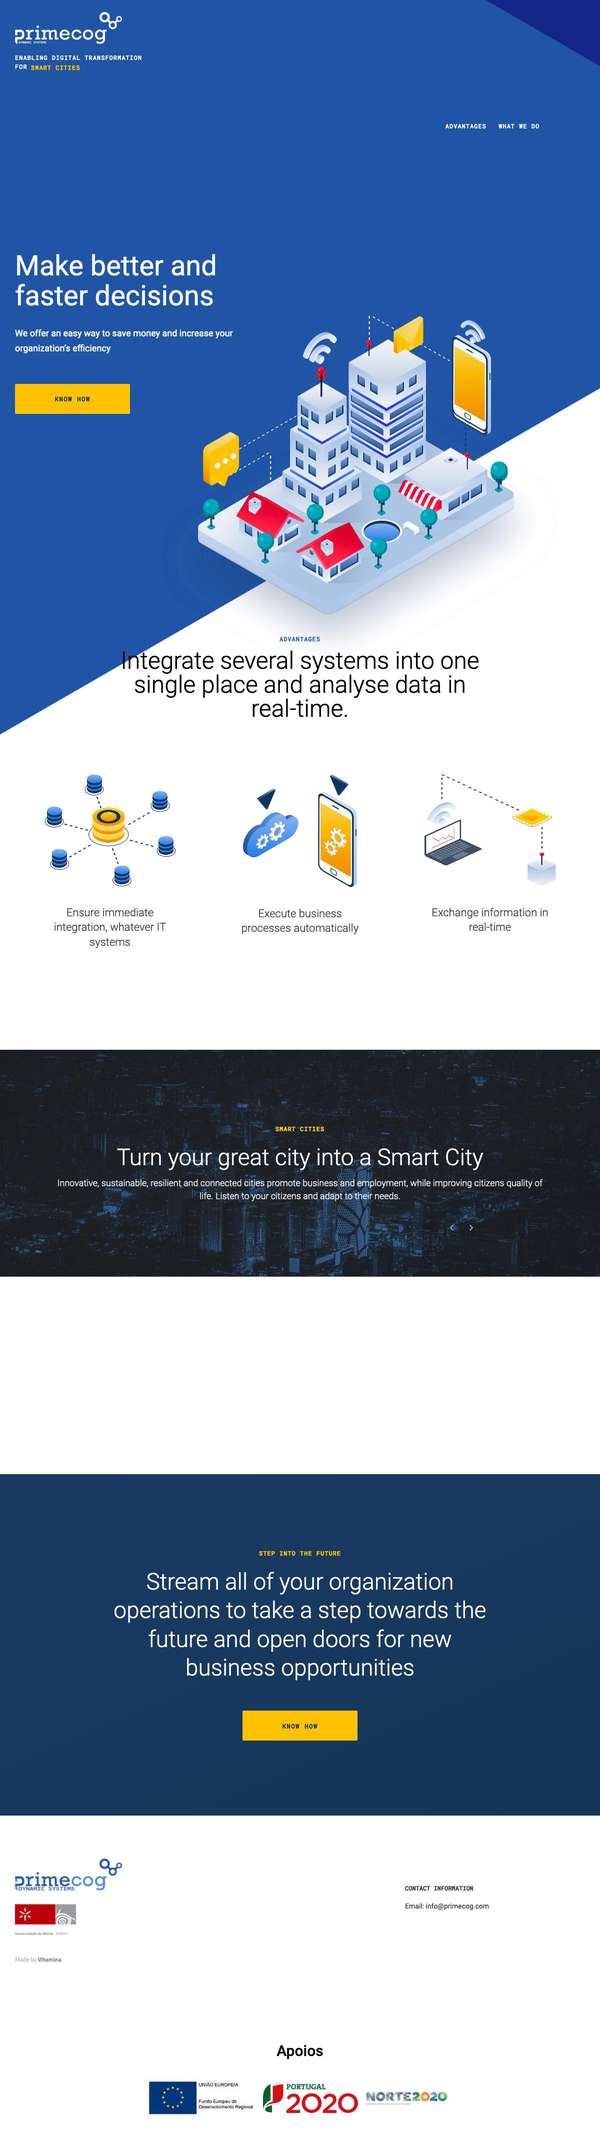 primecog
DYNAMIC SYSTEMS
ENABLING DIGITAL TRANSFORMATION
FOR SMART CITIES
ADVANTAGES WHAT WE DO
Make better and
faster decisions
We offer an easy way to save money and increase your
organization's efficiency
KNOW HOW
ADVANTAGES
Integrate several systems into one
single place and analyse data in
real-time.
Ensure immediate
integration, whatever IT
systems
Execute business
processes automatically
Exchange information in
real-time
SMART CITIES
Turn your great city into a Smart City
Innovative, sustainable, resilient and connected cities promote business and employment, while improving citizens quality of
life. Listen to your citizens and adapt to their needs.
STEP INTO THE FUTURE
Stream all of your organization
operations to take a step towards the
future and open doors for new
business opportunities
KNOW HOW
primecog
DYNAMIC SYSTEMS
CONTACT INFORMATION
Email: info@primecog.com
Universidade do Minho
Made by Vitamina
Apoios
UNIÃO EUROPEIA
Fundo Europeu de
Desenvolvimento Regional
PORTUGAL
2020
NORTE2020